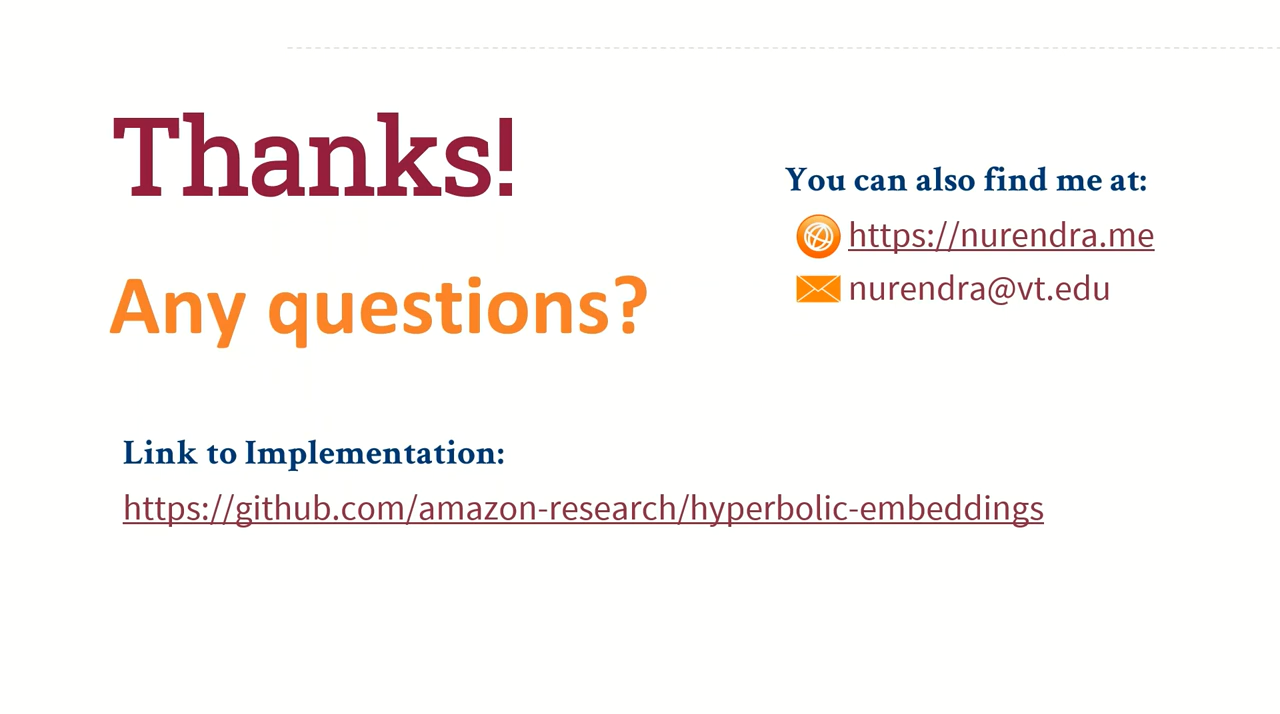 Thanks!
Any questions?
You can also find me at:
https://nurendra.me
nurendra@vt.edu
Link to Implementation:
https://github.com/amazon-research/hyperbolic-embeddings